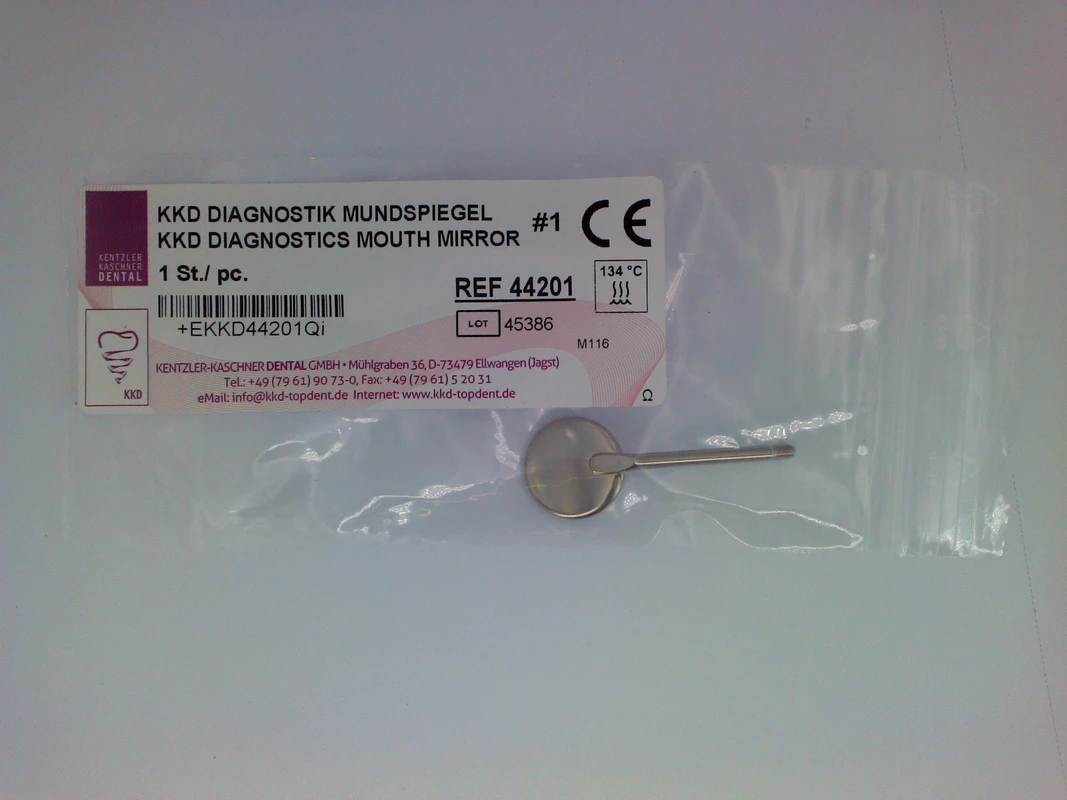 KENTZLER
KASCHNER
DENTAL
KKD DIAGNOSTIK MUNDSPIEGEL
KKD DIAGNOSTICS MOUTH MIRROR
#1
CE
1 St./ pc.
REF 44201
134 °C
+EKKD44201Qi
LOT 45386
M116
KKD
KENTZLER-KASCHNER DENTAL GMBH • Mühlgraben 36, D-73479 Ellwangen (Jagst)
Tel.: +49 (79 61) 90 73-0, Fax: +49 (79 61) 5 20 31
eMail: info@kkd-topdent.de Internet: www.kkd-topdent.de
Ω